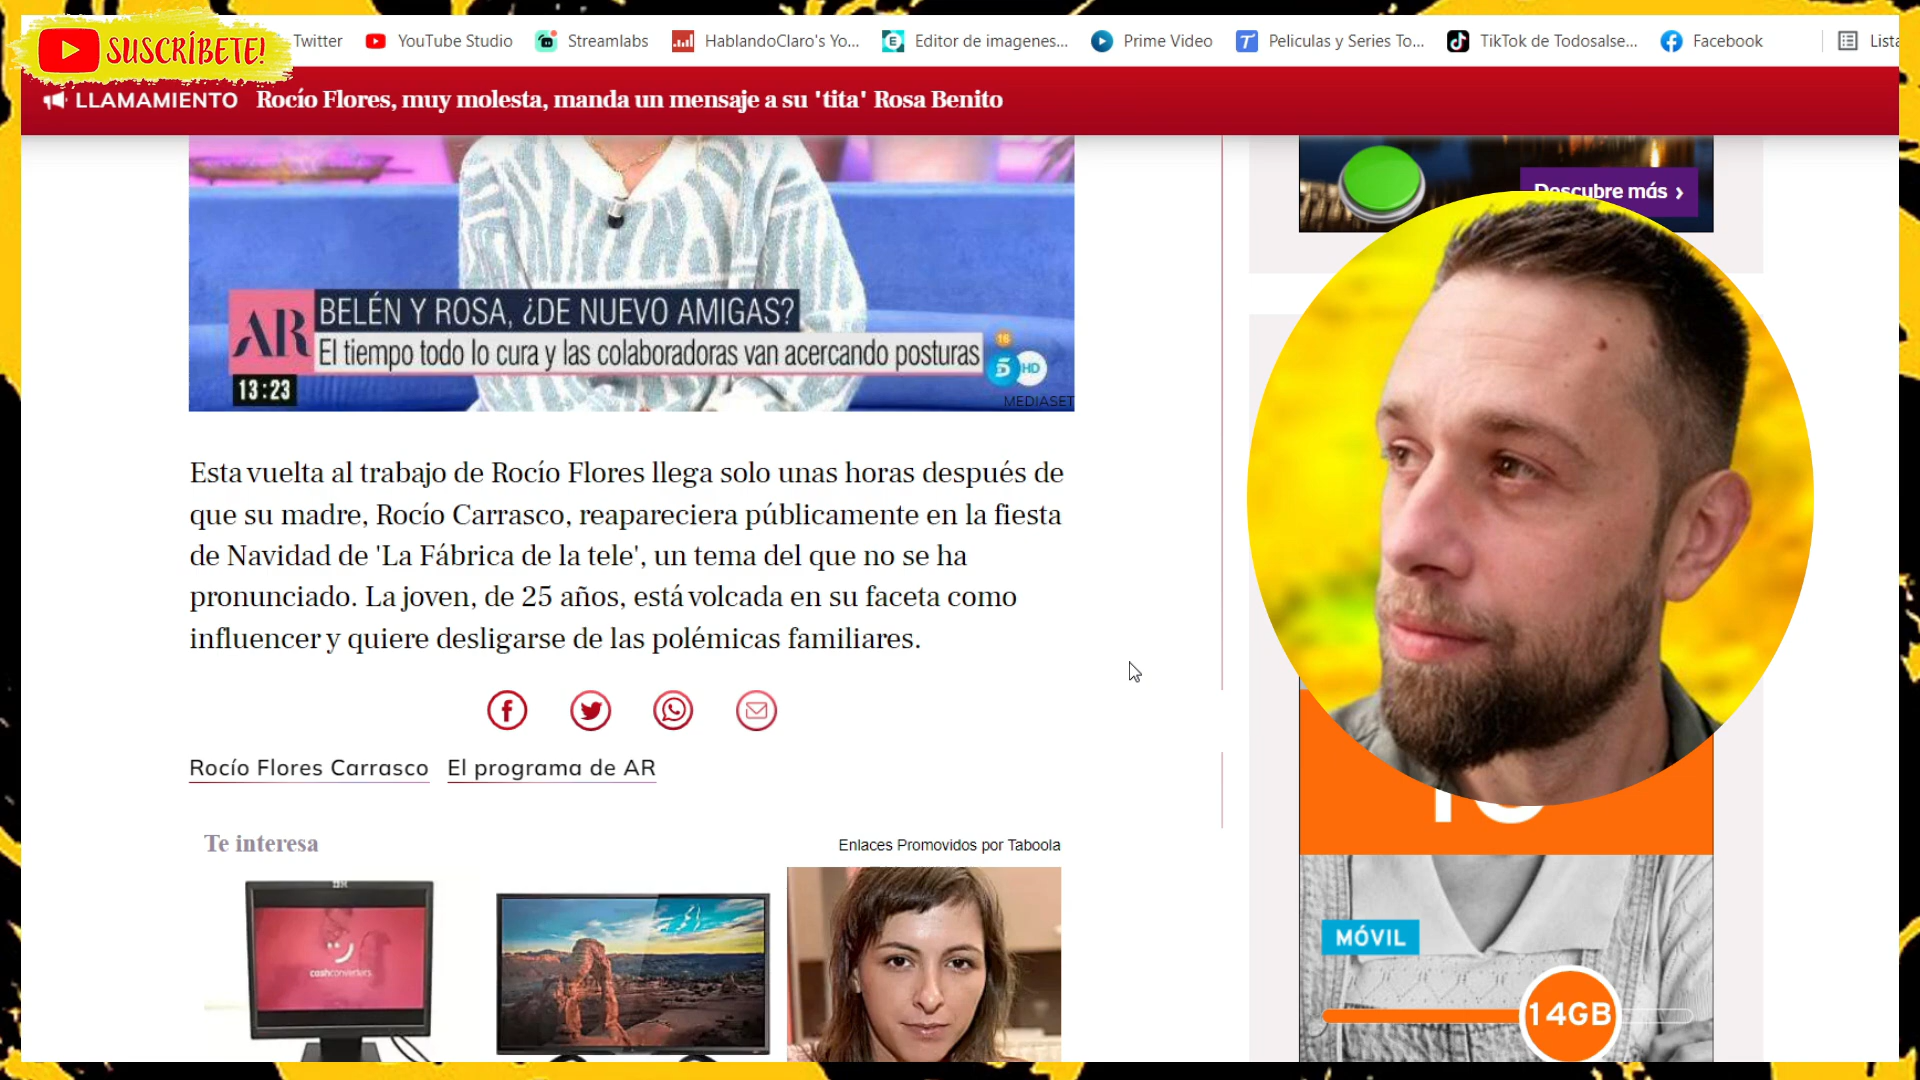 SUSCRÍBETE!
Twitter
YouTube Studio
Streamlabs
HablandoClaro's Yo...
Editor de imagenes...
Prime Video
Peliculas y Series To...
TikTok de Todosalse...
Facebook
LLAMAMIENTO Rocío Flores, muy molesta, manda un mensaje a su 'tita' Rosa Benito
Descubre más ›
AR
BELÉN Y ROSA, ¿DE NUEVO AMIGAS?
El tiempo todo lo cura y las colaboradoras van acercando posturas
13:23
16
5 HD
MEDIASET
Esta vuelta al trabajo de Rocío Flores llega solo unas horas después de
que su madre, Rocío Carrasco, reapareciera públicamente en la fiesta
de Navidad de 'La Fábrica de la tele', un tema del que no se ha
pronunciado. La joven, de 25 años, está volcada en su faceta como
influencer y quiere desligarse de las polémicas familiares.
Rocío Flores Carrasco El programa de AR
Te interesa
Enlaces Promovidos por Taboola
IBM
cashconverters
MÓVIL
14GB